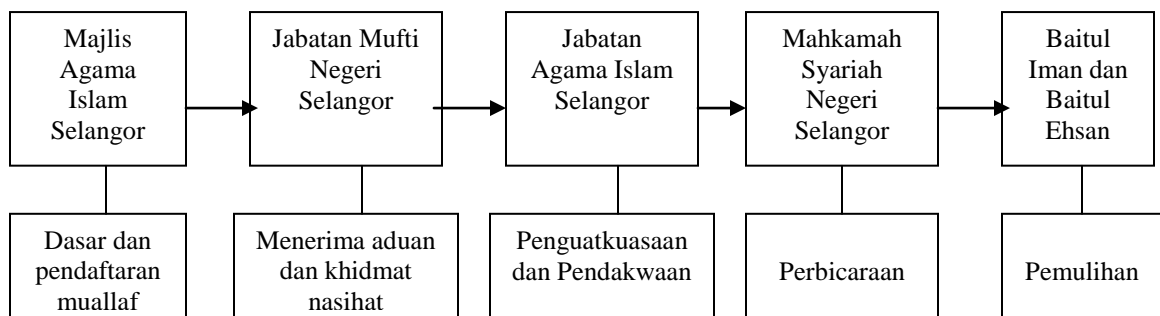 Majlis
Agama
Islam
Selangor
Jabatan Mufti
Negeri
Selangor
Jabatan
Agama Islam
Selangor
Mahkamah
Syariah
Negeri
Selangor
Baitul
Iman dan
Baitul
Ehsan
Dasar dan
pendaftaran
muallaf
Menerima aduan
dan khidmat
nasihat
Penguatkuasaan
dan Pendakwaan
Perbicaraan
Pemulihan